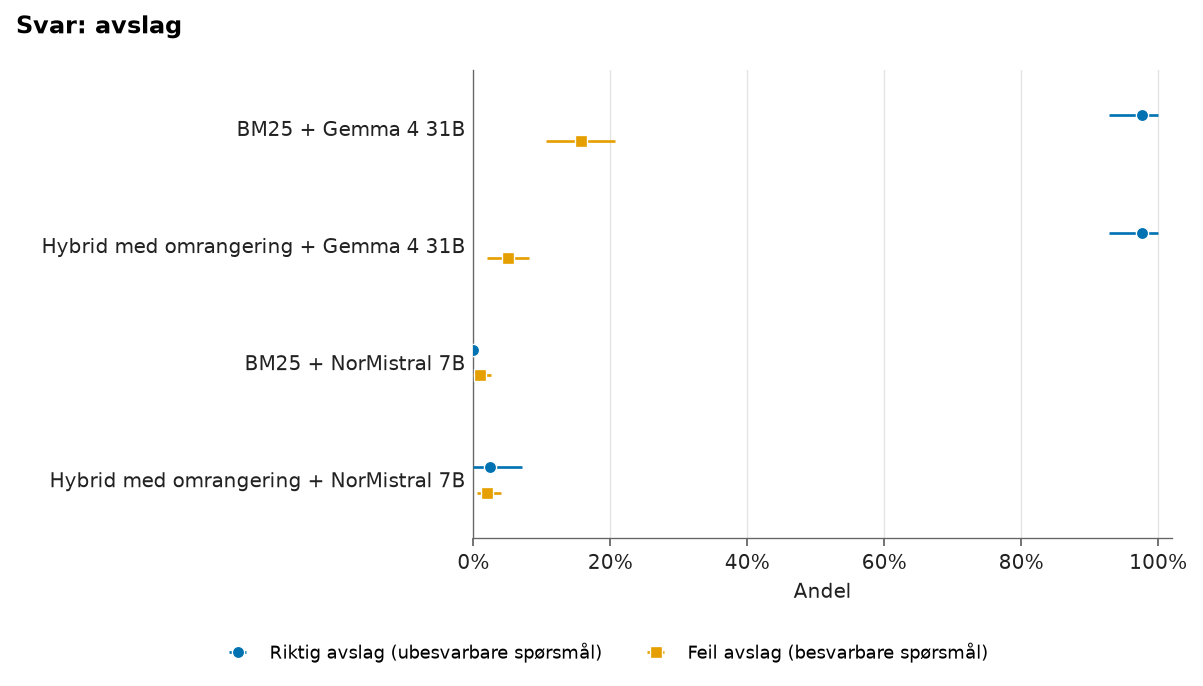 Svar: avslag
BM25 + Gemma 4 31B
Hybrid med omrangering + Gemma 4 31B
BM25 + NorMistral 7B
Hybrid med omrangering + NorMistral 7B
0% 20% 40% 60% 80% 100%
Andel
Riktig avslag (ubesvarbare spørsmål) Feil avslag (besvarbare spørsmål)